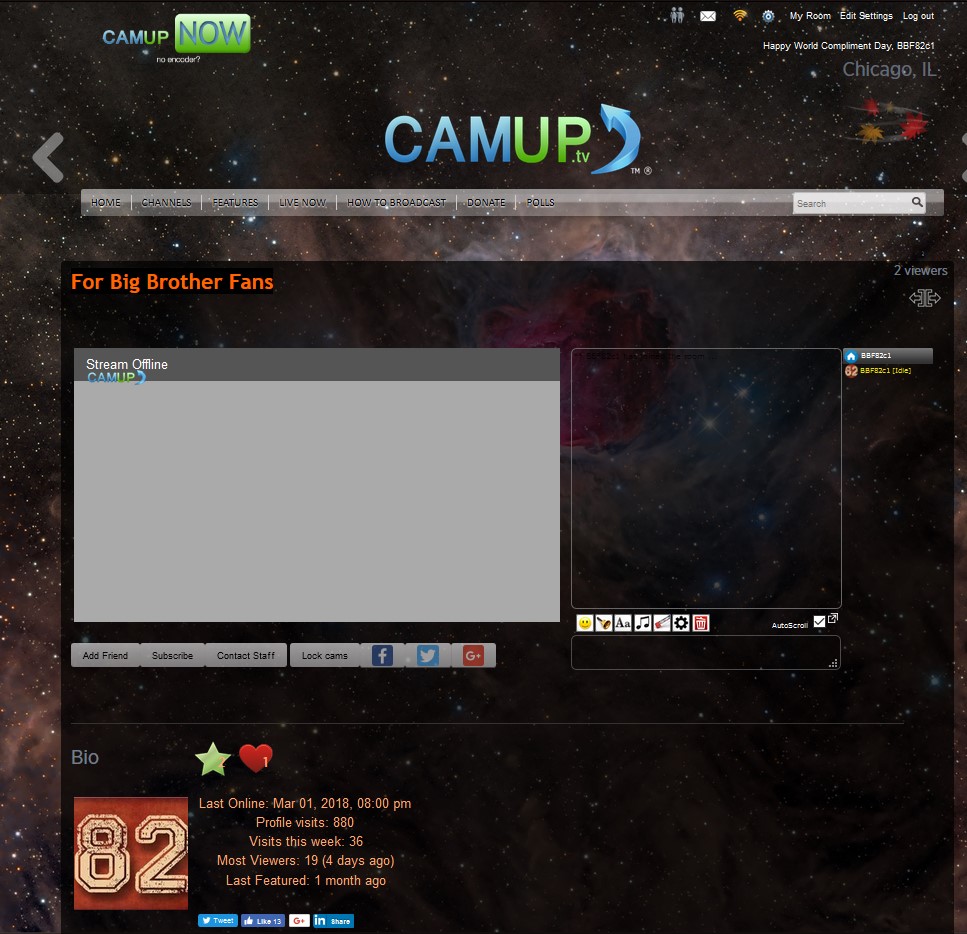 CAMUP NOW
no encoder?
My Room Edit Settings Log out
Happy World Compliment Day, BBF82c1
Chicago, IL
CAMUP.tv TM ®
HOME CHANNELS FEATURES LIVE NOW HOW TO BROADCAST DONATE POLLS Search
For Big Brother Fans
2 viewers
Stream Offline
CAMUP
BBF82c1
BBF82c1 [Idle]
Aa
AutoScroll
Add Friend Subscribe Contact Staff Lock cams f G+
Bio 1
82
Last Online: Mar 01, 2018, 08:00 pm
Profile visits: 880
Visits this week: 36
Most Viewers: 19 (4 days ago)
Last Featured: 1 month ago
Tweet Like 13 G+ in Share